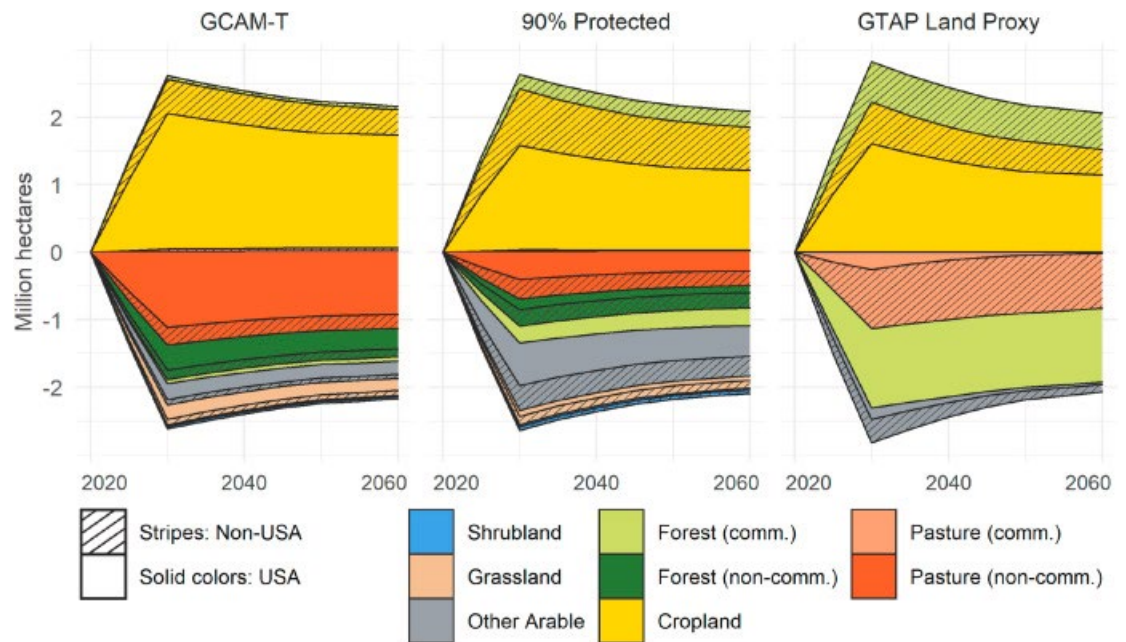 GCAM-T 90% Protected GTAP Land Proxy
Million hectares
2
1
0
-1
-2
2020 2040 2060 2020 2040 2060 2020 2040 2060
Stripes: Non-USA
Solid colors: USA
Shrubland
Grassland
Other Arable
Forest (comm.)
Forest (non-comm.)
Cropland
Pasture (comm.)
Pasture (non-comm.)